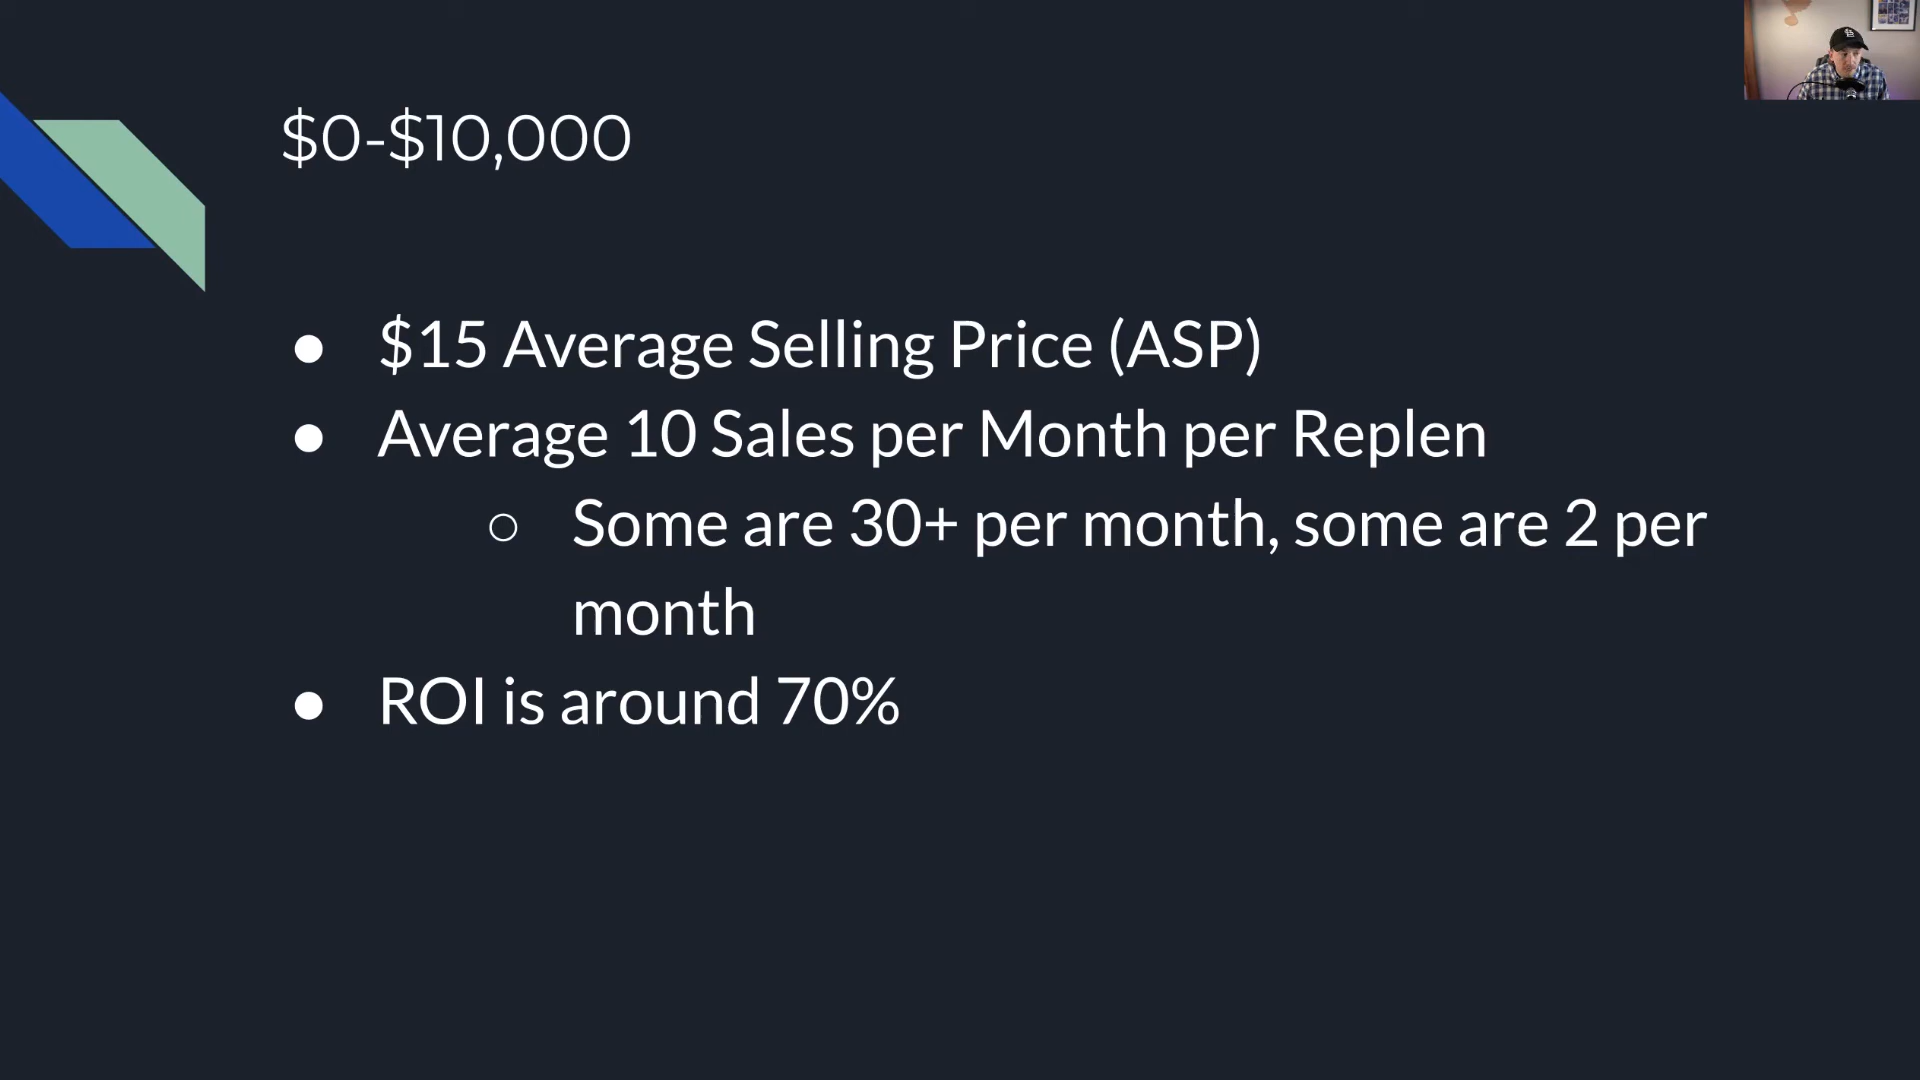 $0-$10,000
● $15 Average Selling Price (ASP)
● Average 10 Sales per Month per Replen
○ Some are 30+ per month, some are 2 per
month
● ROI is around 70%